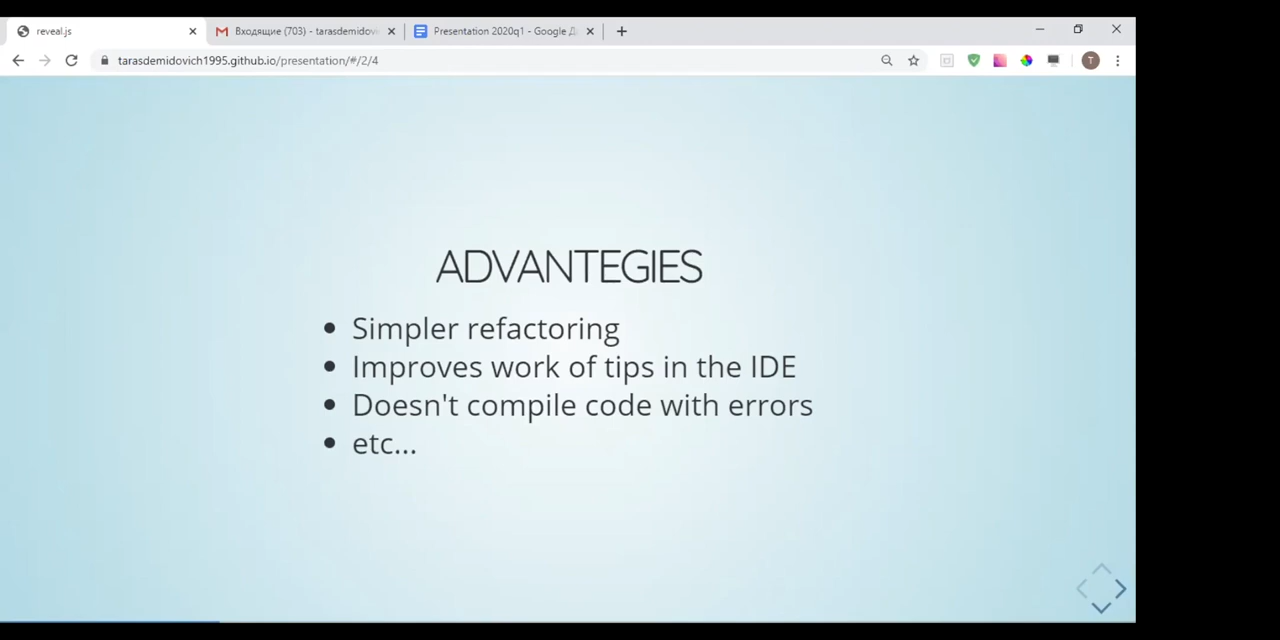 reveal.js
Входящие (703) - tarasdemidov
Presentation 2020q1 - Google Д
tarasdemidovich1995.github.io/presentation/#/2/4
T
ADVANTEGIES
Simpler refactoring
Improves work of tips in the IDE
Doesn't compile code with errors
etc...